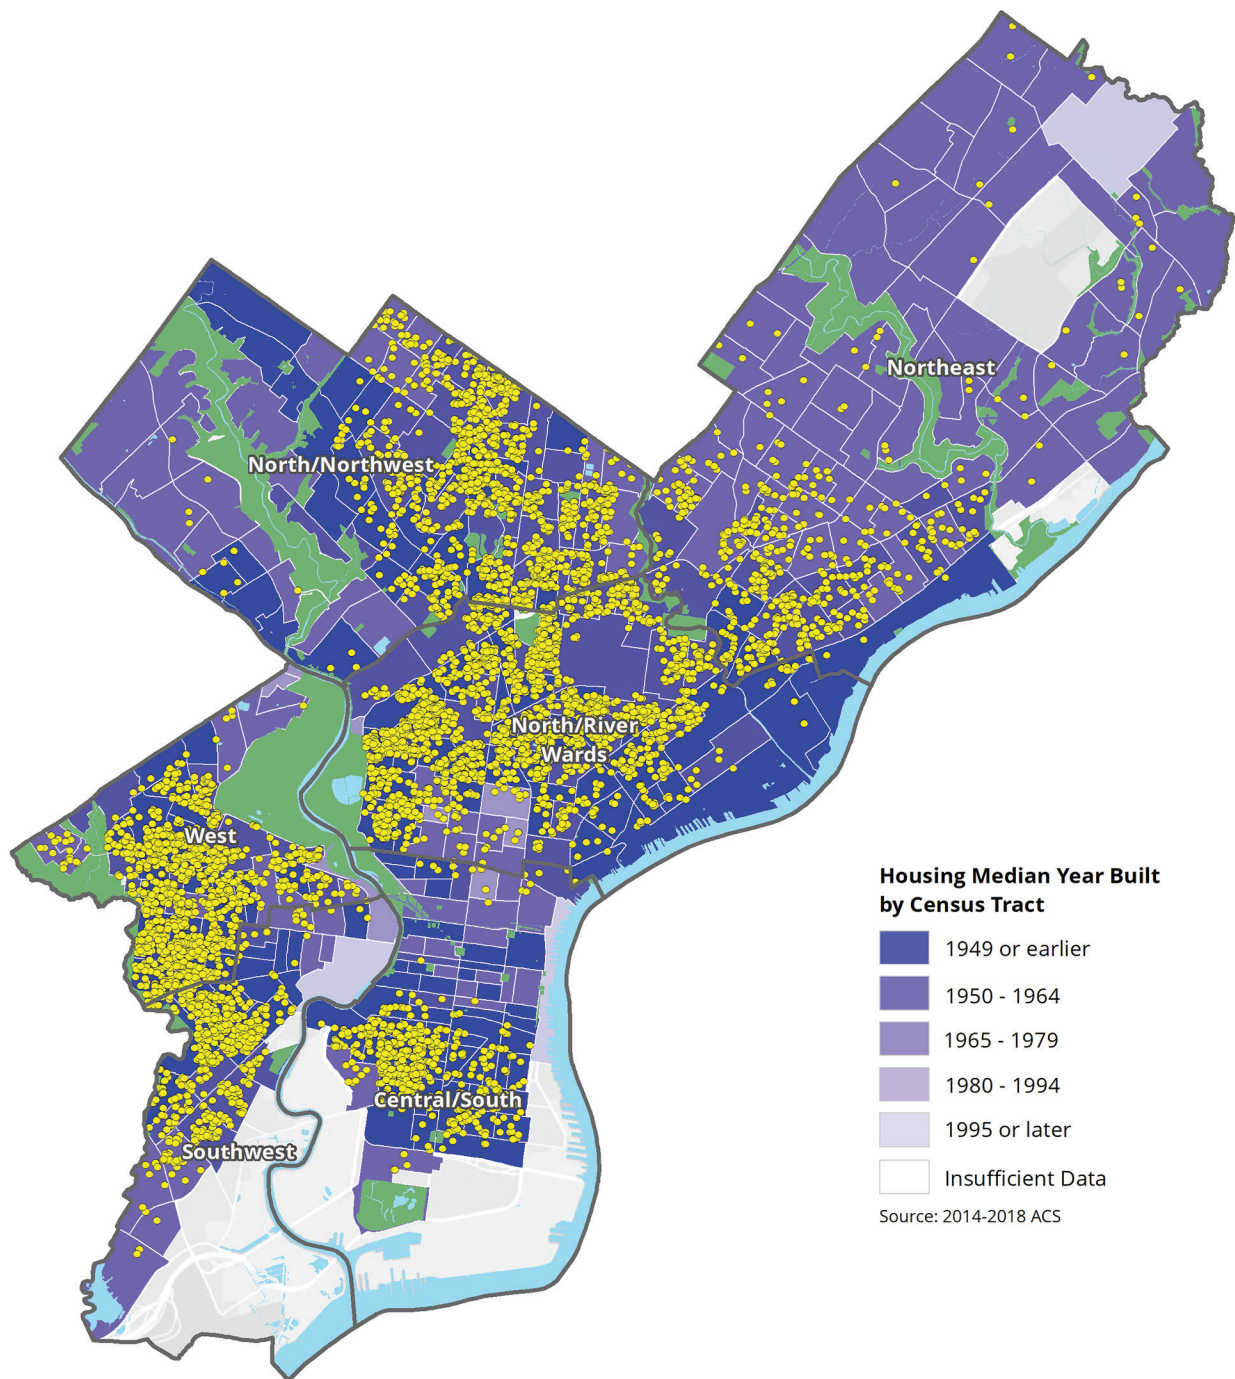 Northeast
North/Northwest
North/River
Wards
West
Central/South
Southwest
Housing Median Year Built
by Census Tract
1949 or earlier
1950 - 1964
1965 - 1979
1980 - 1994
1995 or later
Insufficient Data
Source: 2014-2018 ACS